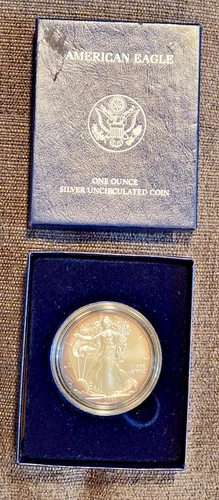 AMERICAN EAGLE
ONE OUNCE
SILVER UNCIRCULATED COIN